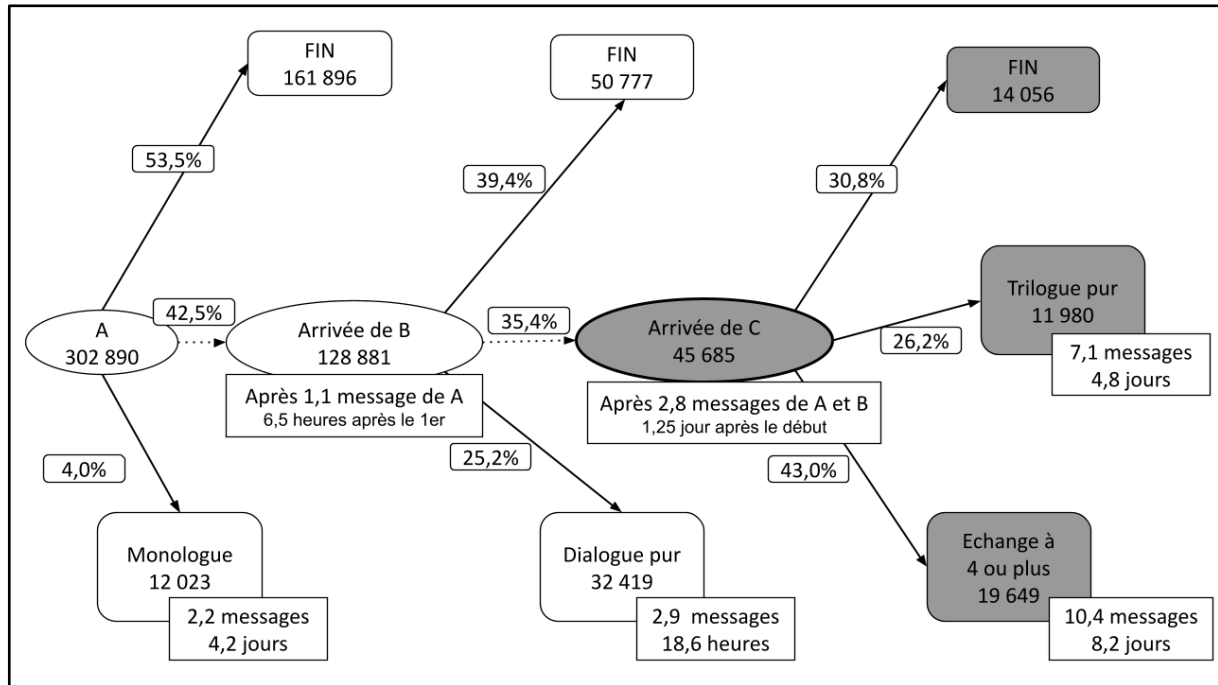 FIN
161 896
FIN
50 777
FIN
14 056
53,5%
39,4%
30,8%
A
302 890
42,5%
Arrivée de B
128 881
Après 1,1 message de A
6,5 heures après le 1er
35,4%
Arrivée de C
45 685
Après 2,8 messages de A et B
1,25 jour après le début
26,2%
Trilogue pur
11 980
7,1 messages
4,8 jours
4,0%
25,2%
43,0%
Monologue
12 023
2,2 messages
4,2 jours
Dialogue pur
32 419
2,9 messages
18,6 heures
Echange à
4 ou plus
19 649
10,4 messages
8,2 jours